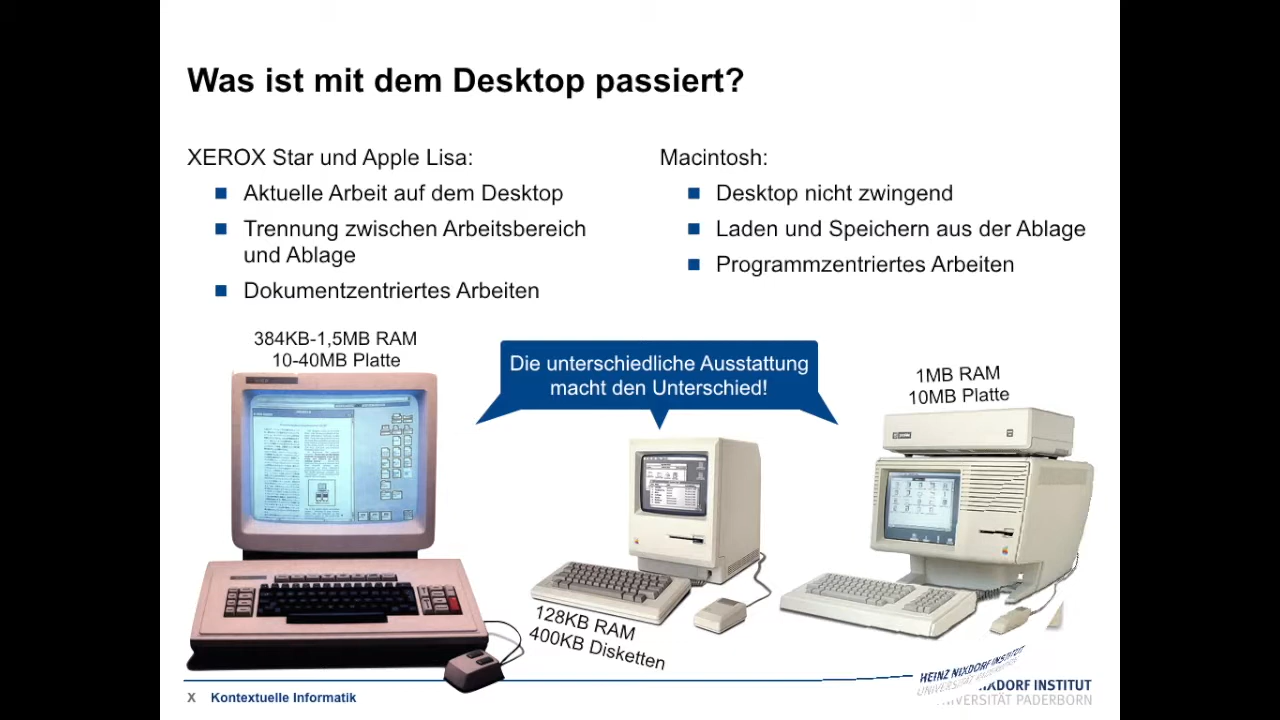 Was ist mit dem Desktop passiert?
XEROX Star und Apple Lisa:
Aktuelle Arbeit auf dem Desktop
Trennung zwischen Arbeitsbereich
und Ablage
Dokumentzentriertes Arbeiten
Macintosh:
Desktop nicht zwingend
Laden und Speichern aus der Ablage
Programmzentriertes Arbeiten
384KB-1,5MB RAM
10-40MB Platte
Die unterschiedliche Ausstattung
macht den Unterschied!
1MB RAM
10MB Platte
128KB RAM
400KB Disketten
X Kontextuelle Informatik
HEINZ NIXDORF INSTITUT
UNIVERSITÄT PADERBORN